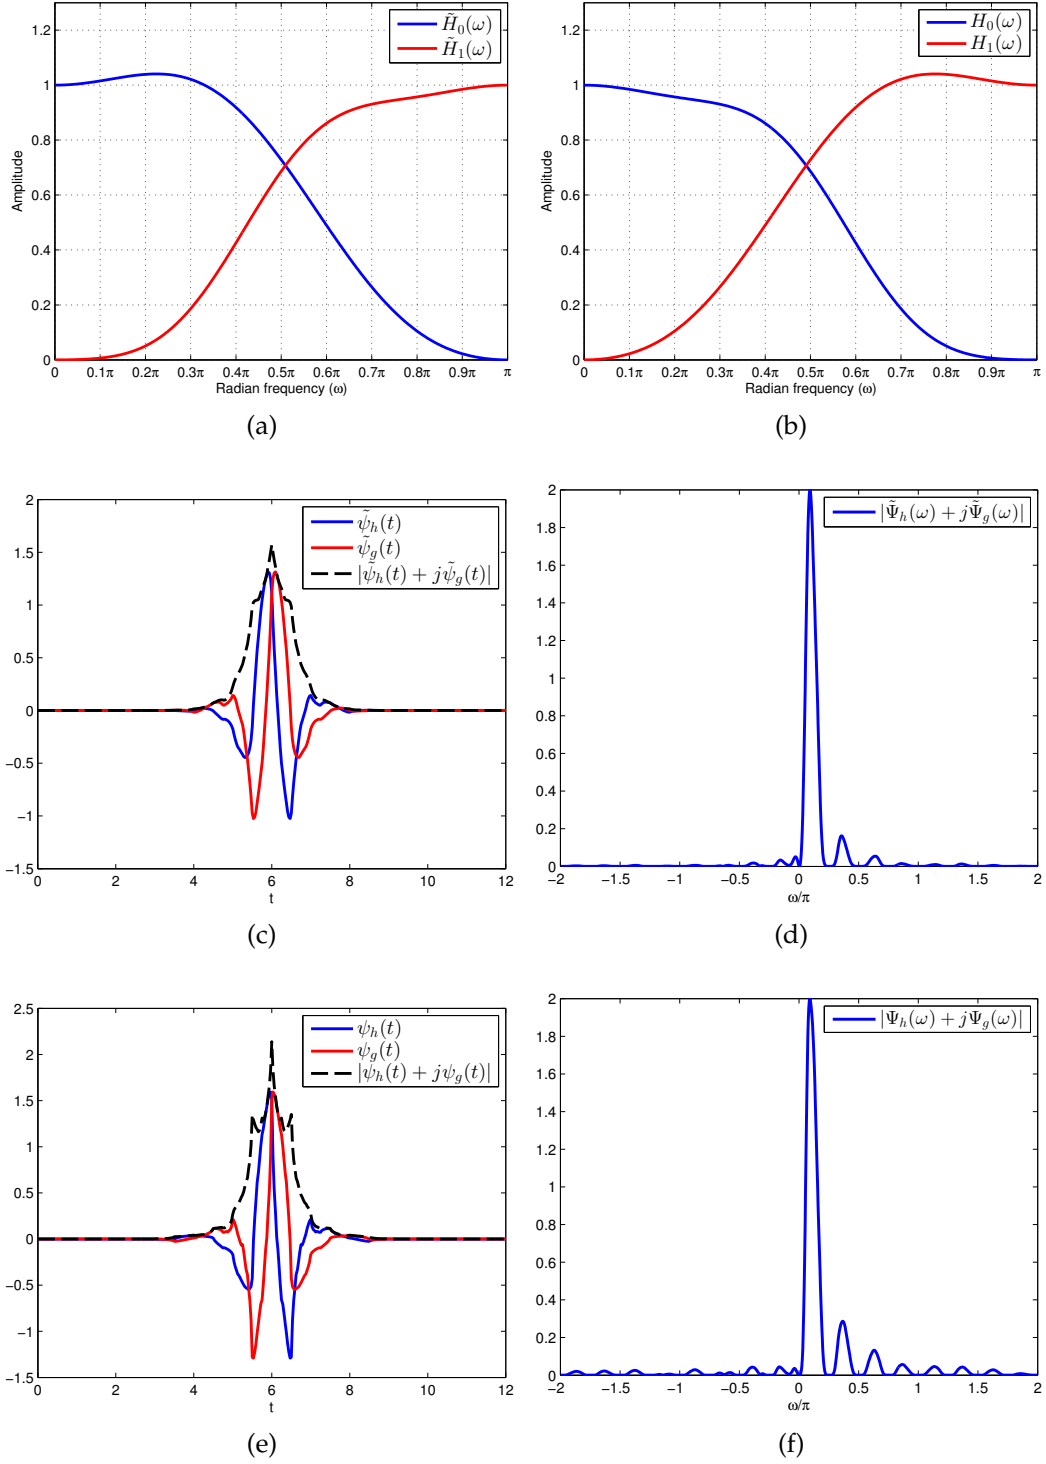 1.2
1
0.8
0.6
0.4
0.2
0
Amplitude
H̃₀(ω)
H̃₁(ω)
0 0.1π 0.2π 0.3π 0.4π 0.5π 0.6π 0.7π 0.8π 0.9π π
Radian frequency (ω)
(a)
1.2
1
0.8
0.6
0.4
0.2
0
Amplitude
H₀(ω)
H₁(ω)
0 0.1π 0.2π 0.3π 0.4π 0.5π 0.6π 0.7π 0.8π 0.9π π
Radian frequency (ω)
(b)
2
1.5
1
0.5
0
−0.5
−1
−1.5
ψ̃ₕ(t)
ψ̃_g(t)
|ψ̃ₕ(t) + jψ̃_g(t)|
0 2 4 6 8 10 12
t
(c)
2
1.8
1.6
1.4
1.2
1
0.8
0.6
0.4
0.2
0
|Ψ̃ₕ(ω) + jΨ̃_g(ω)|
−2 −1.5 −1 −0.5 0 0.5 1 1.5 2
ω/π
(d)
2.5
2
1.5
1
0.5
0
−0.5
−1
−1.5
ψₕ(t)
ψ_g(t)
|ψₕ(t) + jψ_g(t)|
0 2 4 6 8 10 12
t
(e)
2
1.8
1.6
1.4
1.2
1
0.8
0.6
0.4
0.2
0
|Ψₕ(ω) + jΨ_g(ω)|
−2 −1.5 −1 −0.5 0 0.5 1 1.5 2
ω/π
(f)